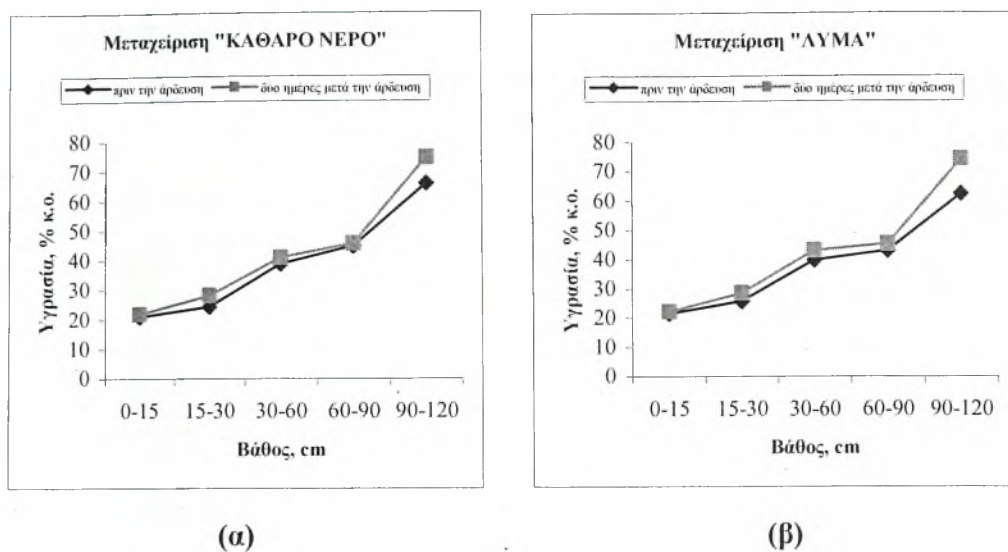 Μεταχείριση "ΚΑΘΑΡΟ ΝΕΡΟ"
πριν την άρδευση
δύο ημέρες μετά την άρδευση
Υγρασία, % κ.ο.
80
70
60
50
40
30
20
10
0
0-15 15-30 30-60 60-90 90-120
Βάθος, cm
(α)
Μεταχείριση "ΛΥΜΑ"
πριν την άρδευση
δύο ημέρες μετά την άρδευση
Υγρασία, % κ.ο.
80
70
60
50
40
30
20
10
0
0-15 15-30 30-60 60-90 90-120
Βάθος, cm
(β)